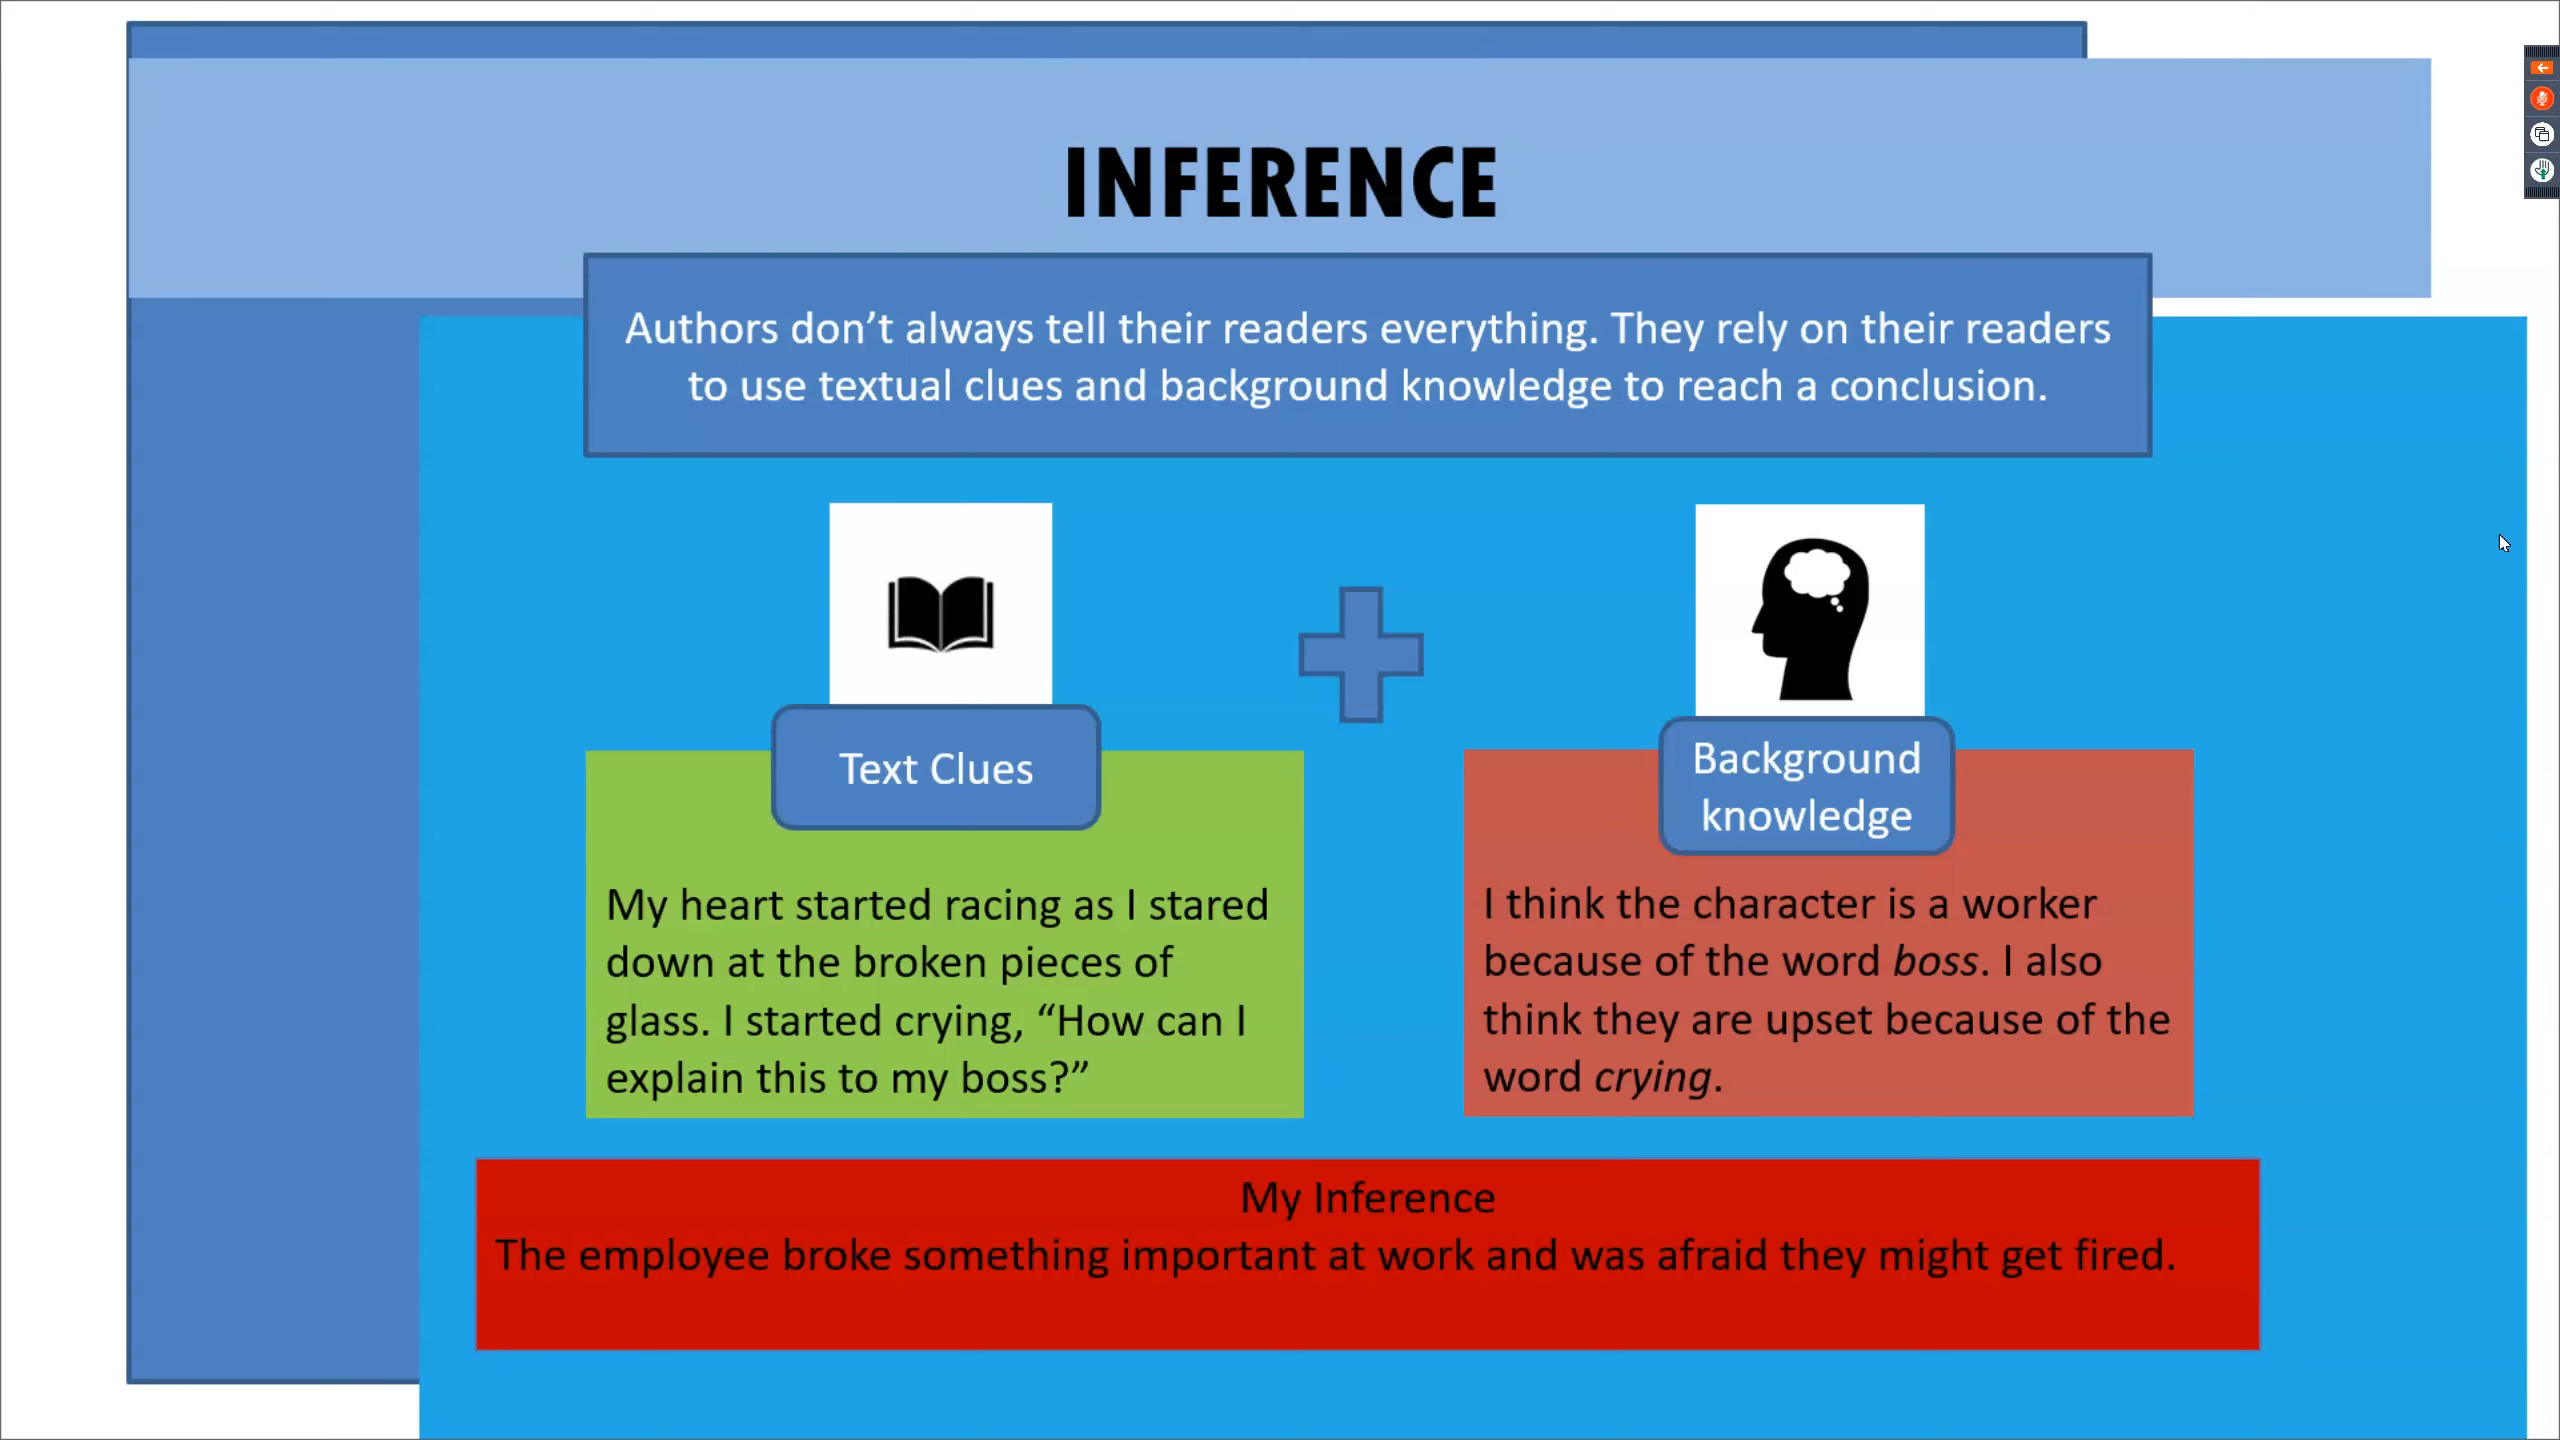 INFERENCE
Authors don’t always tell their readers everything. They rely on their readers
to use textual clues and background knowledge to reach a conclusion.
Text Clues
My heart started racing as I stared
down at the broken pieces of
glass. I started crying, “How can I
explain this to my boss?”
Background
knowledge
I think the character is a worker
because of the word boss. I also
think they are upset because of the
word crying.
My Inference
The employee broke something important at work and was afraid they might get fired.